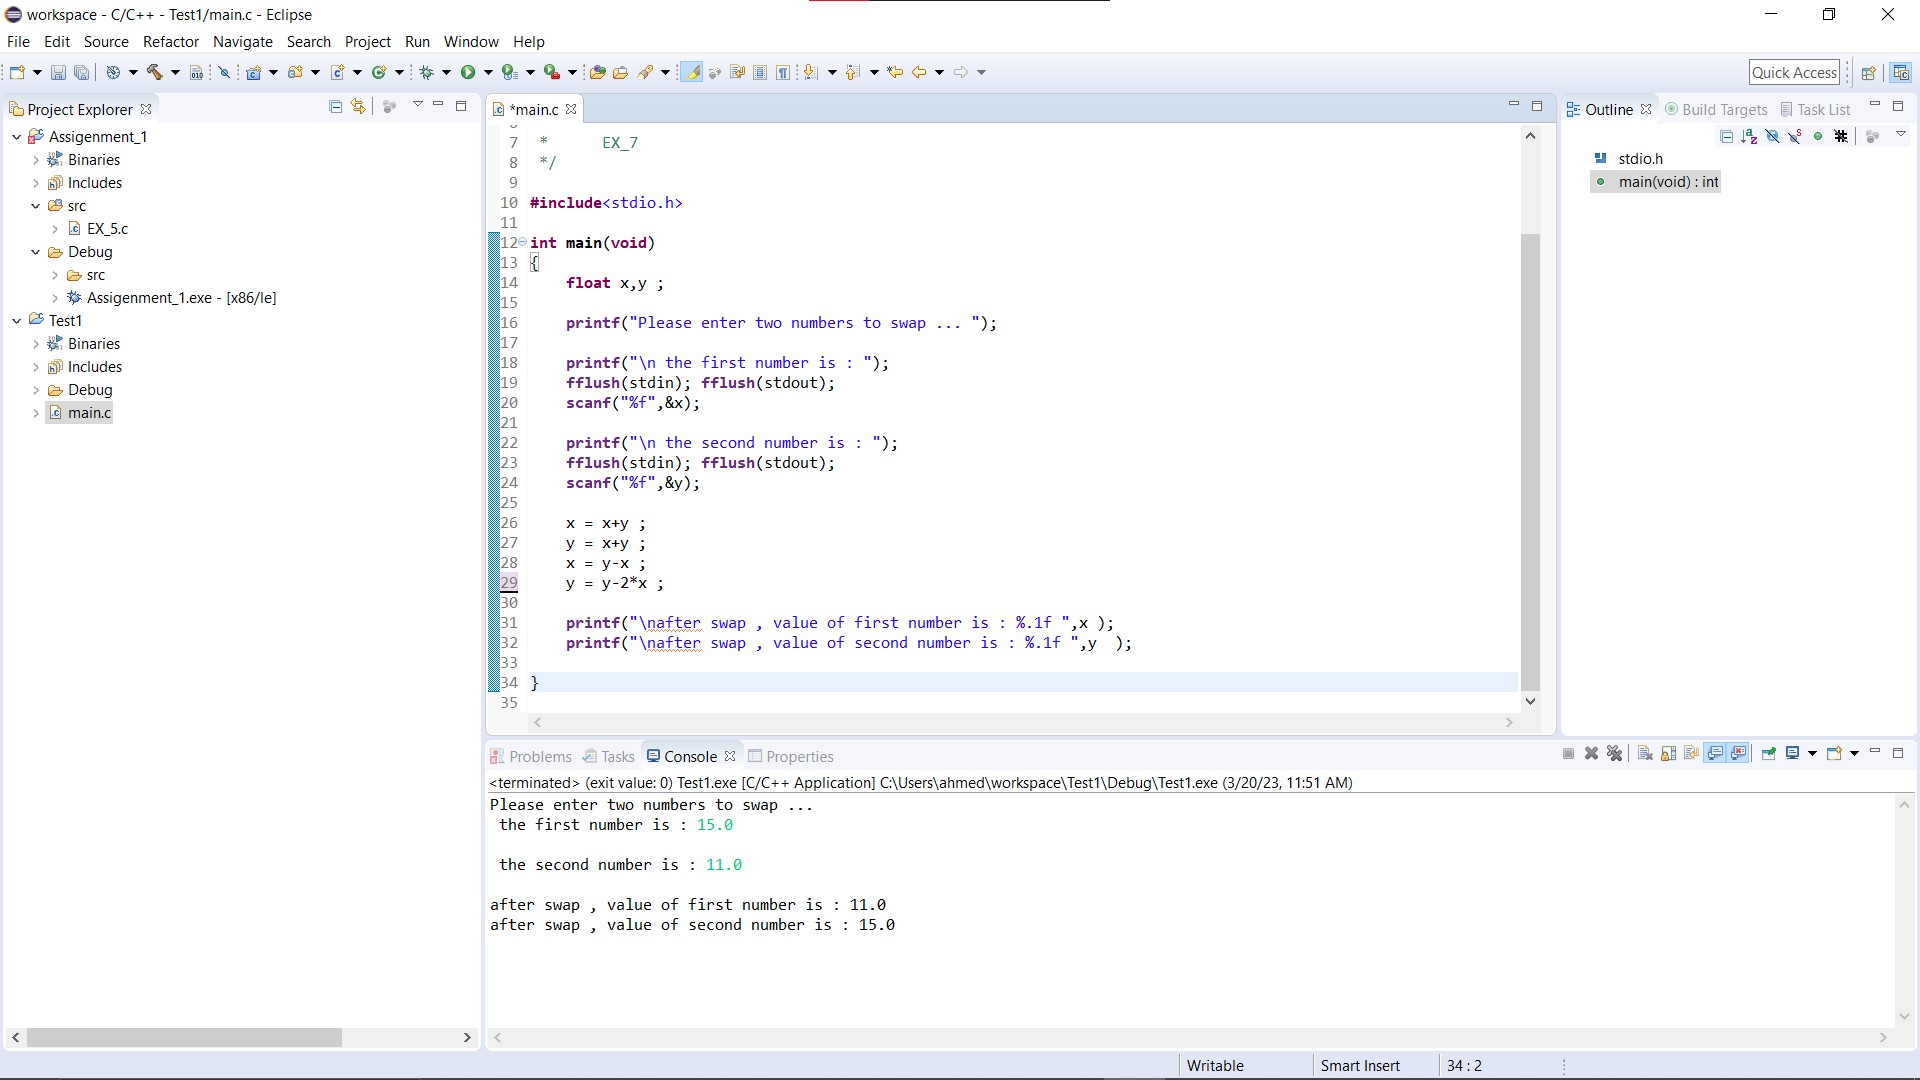 workspace - C/C++ - Test1/main.c - Eclipse
File Edit Source Refactor Navigate Search Project Run Window Help
Quick Access
Project Explorer
Assigenment_1
Binaries
Includes
src
EX_5.c
Debug
src
Assigenment_1.exe - [x86/le]
Test1
Binaries
Includes
Debug
main.c
*main.c
7 * EX_7
8 */
9
10 #include<stdio.h>
11
12 int main(void)
13 {
14 float x,y ;
15
16 printf("Please enter two numbers to swap ... ");
17
18 printf("\n the first number is : ");
19 fflush(stdin); fflush(stdout);
20 scanf("%f",&x);
21
22 printf("\n the second number is : ");
23 fflush(stdin); fflush(stdout);
24 scanf("%f",&y);
25
26 x = x+y ;
27 y = x+y ;
28 x = y-x ;
29 y = y-2*x ;
30
31 printf("\nafter swap , value of first number is : %.1f ",x );
32 printf("\nafter swap , value of second number is : %.1f ",y  );
33
34 }
35
Outline Build Targets Task List
stdio.h
main(void) : int
Problems Tasks Console Properties
<terminated> (exit value: 0) Test1.exe [C/C++ Application] C:\Users\ahmed\workspace\Test1\Debug\Test1.exe (3/20/23, 11:51 AM)
Please enter two numbers to swap ...
the first number is : 15.0
the second number is : 11.0
after swap , value of first number is : 11.0
after swap , value of second number is : 15.0
Writable Smart Insert 34 : 2